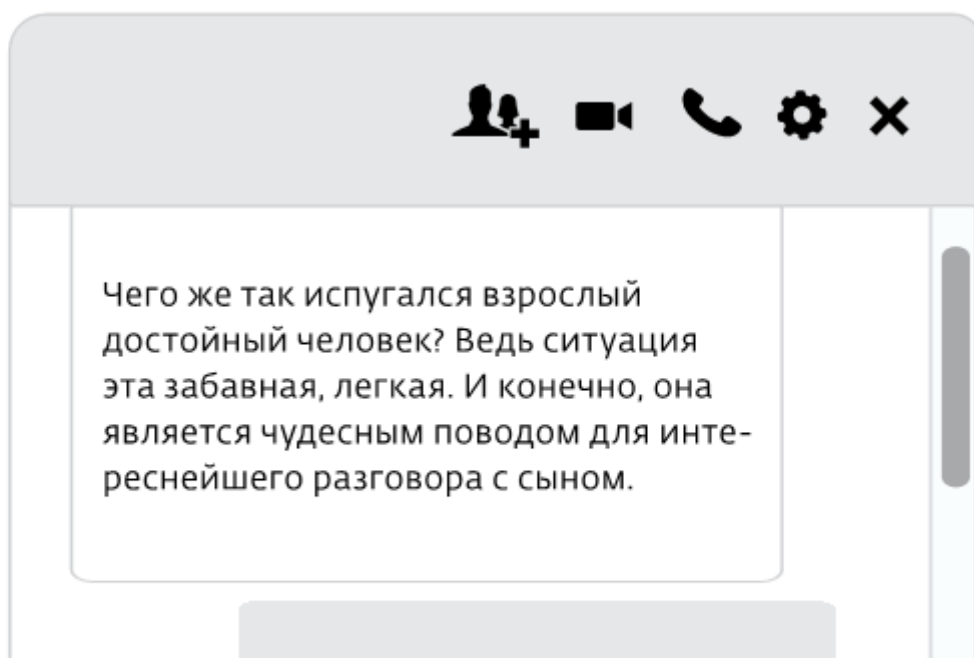 Чего же так испугался взрослый
достойный человек? Ведь ситуация
эта забавная, легкая. И конечно, она
является чудесным поводом для инте-
реснейшего разговора с сыном.